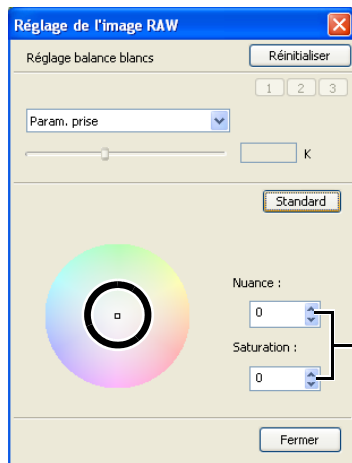 Réglage de l'image RAW
Réglage balance blancs
Réinitialiser
1 2 3
Param. prise
K
Standard
Nuance :
0
Saturation :
0
Fermer